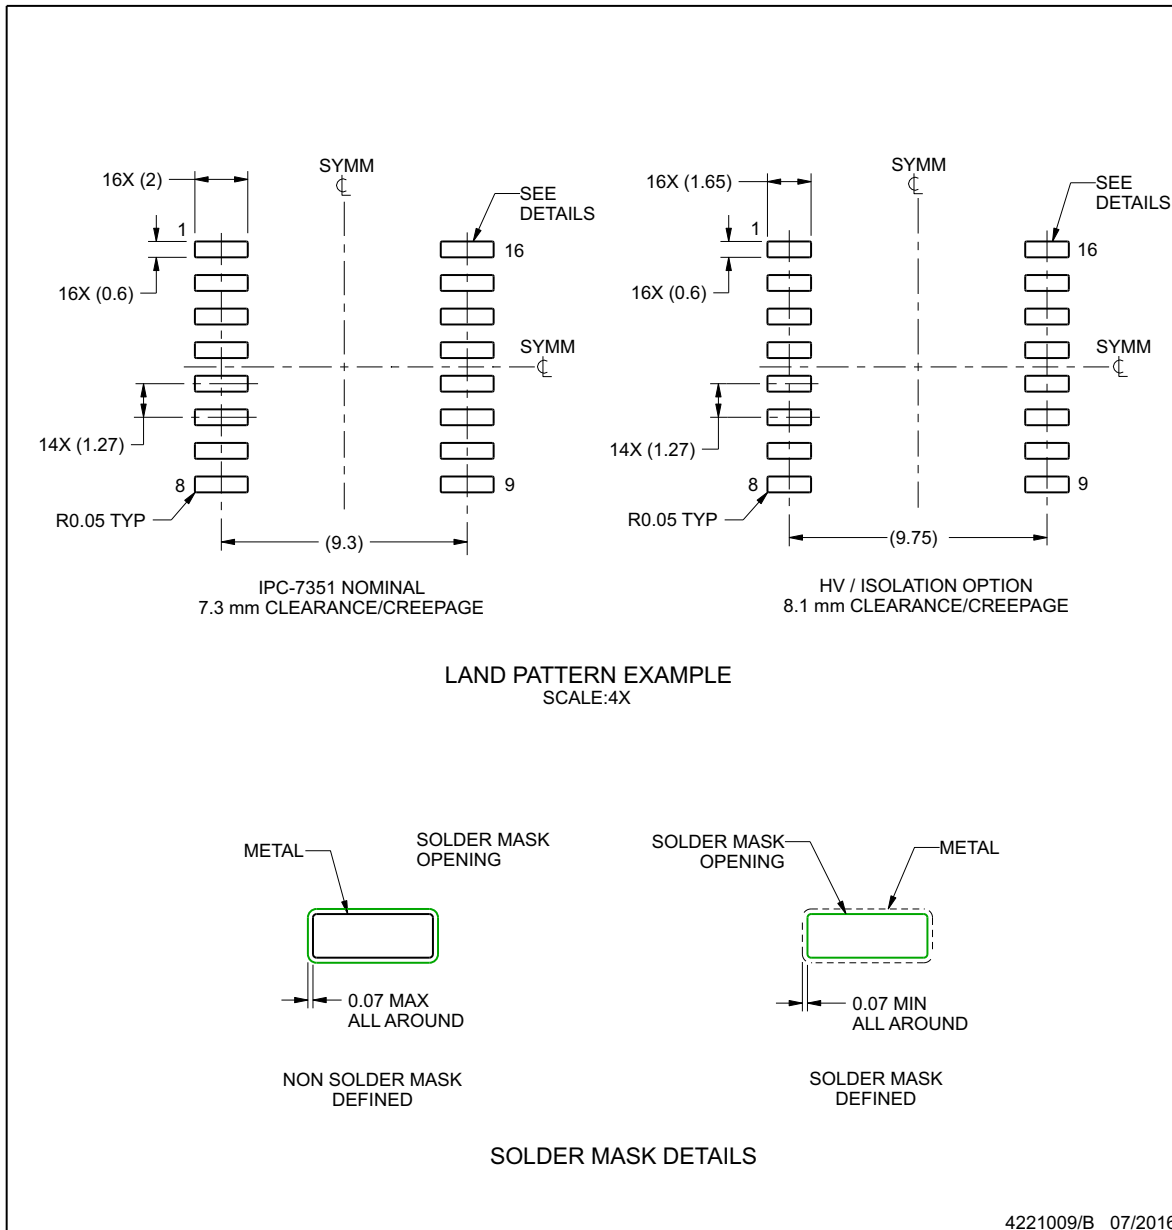 SYMM
16X (2)
SEE
DETAILS
1
16
16X (0.6)
SYMM
14X (1.27)
8
9
R0.05 TYP
(9.3)
IPC-7351 NOMINAL
7.3 mm CLEARANCE/CREEPAGE
SYMM
16X (1.65)
SEE
DETAILS
1
16
16X (0.6)
SYMM
14X (1.27)
8
9
R0.05 TYP
(9.75)
HV / ISOLATION OPTION
8.1 mm CLEARANCE/CREEPAGE
LAND PATTERN EXAMPLE
SCALE:4X
METAL
SOLDER MASK
OPENING
0.07 MAX
ALL AROUND
NON SOLDER MASK
DEFINED
SOLDER MASK
OPENING
METAL
0.07 MIN
ALL AROUND
SOLDER MASK
DEFINED
SOLDER MASK DETAILS
4221009/B 07/2016